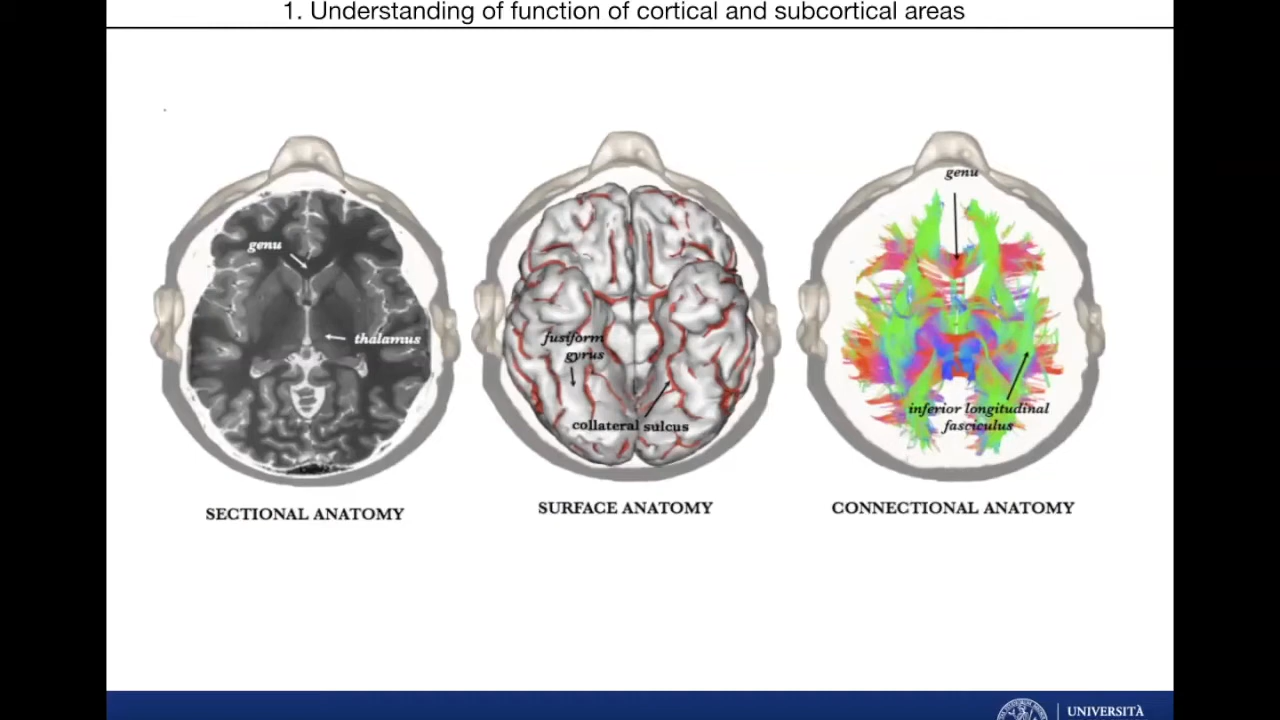 1. Understanding of function of cortical and subcortical areas
genu
thalamus
SECTIONAL ANATOMY
fusiform
gyrus
collateral sulcus
SURFACE ANATOMY
genu
inferior longitudinal
fasciculus
CONNECTIONAL ANATOMY
UNIVERSITÀ